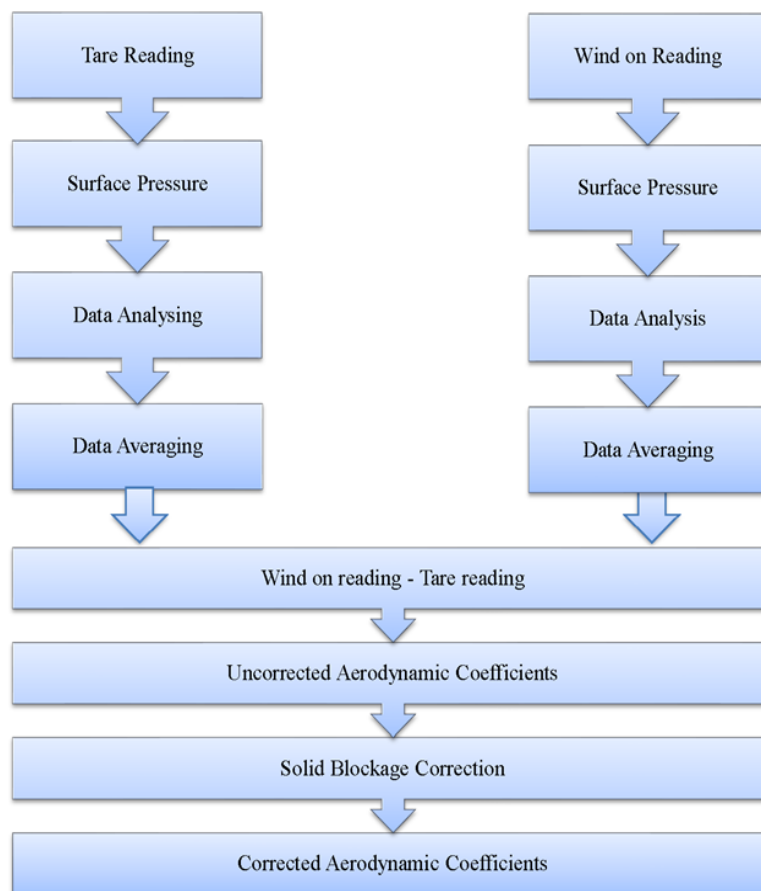 Tare Reading
Wind on Reading
Surface Pressure
Surface Pressure
Data Analysing
Data Analysis
Data Averaging
Data Averaging
Wind on reading - Tare reading
Uncorrected Aerodynamic Coefficients
Solid Blockage Correction
Corrected Aerodynamic Coefficients